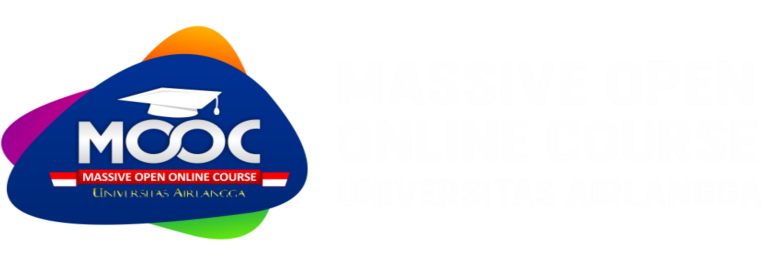 MOOC
MASSIVE OPEN ONLINE COURSE
UNIVERSITAS AIRLANGGA
MASSIVE OPEN
ONLINE COURSE
UNIVERSITAS AIRLANGGA